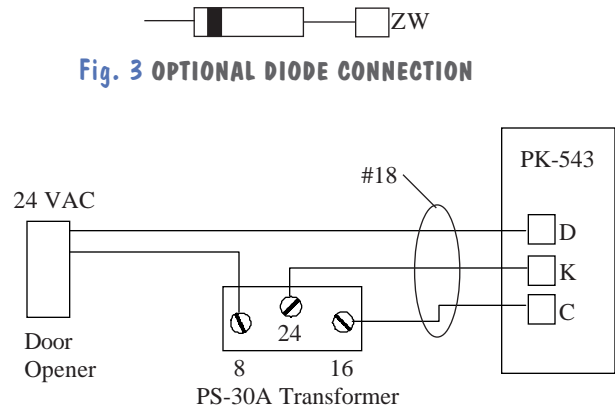 ZW
Fig. 3 OPTIONAL DIODE CONNECTION
PK-543
#18
24 VAC
D
K
C
24
Door
Opener
8 16
PS-30A Transformer